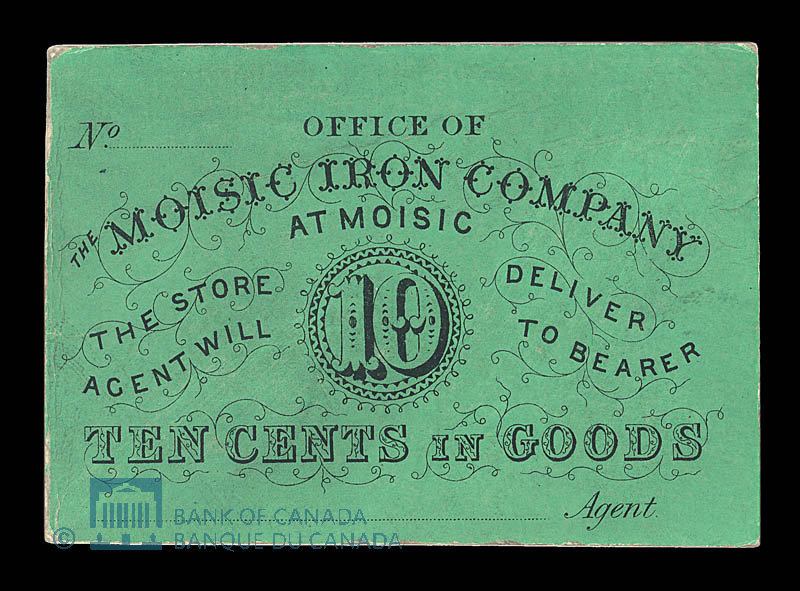 No
OFFICE OF
THE MOISIC IRON COMPANY
AT MOISIC
THE STORE
AGENT WILL
10
DELIVER
TO BEARER
TEN CENTS IN GOODS
Agent.
© BANK OF CANADA
BANQUE DU CANADA